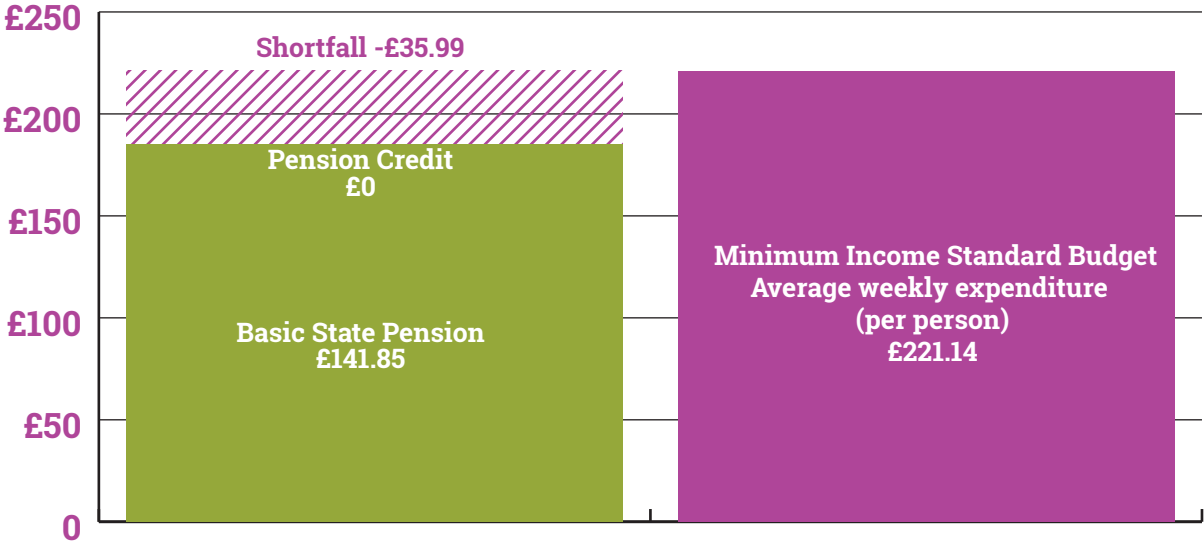 £250
£200
£150
£100
£50
0
Shortfall -£35.99
Pension Credit
£0
Basic State Pension
£141.85
Minimum Income Standard Budget
Average weekly expenditure
(per person)
£221.14